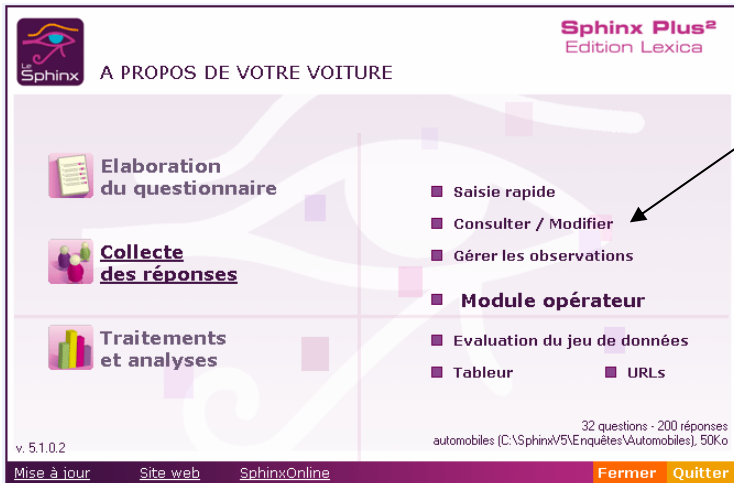 Le
Sphinx
A PROPOS DE VOTRE VOITURE
Sphinx Plus²
Edition Lexica
Elaboration
du questionnaire
Collecte
des réponses
Traitements
et analyses
Saisie rapide
Consulter / Modifier
Gérer les observations
Module opérateur
Evaluation du jeu de données
Tableur
URLs
32 questions - 200 réponses
automobiles (C:\SphinxV5\Enquêtes\Automobiles), 50Ko
v. 5.1.0.2
Mise à jour
Site web
SphinxOnline
Fermer
Quitter